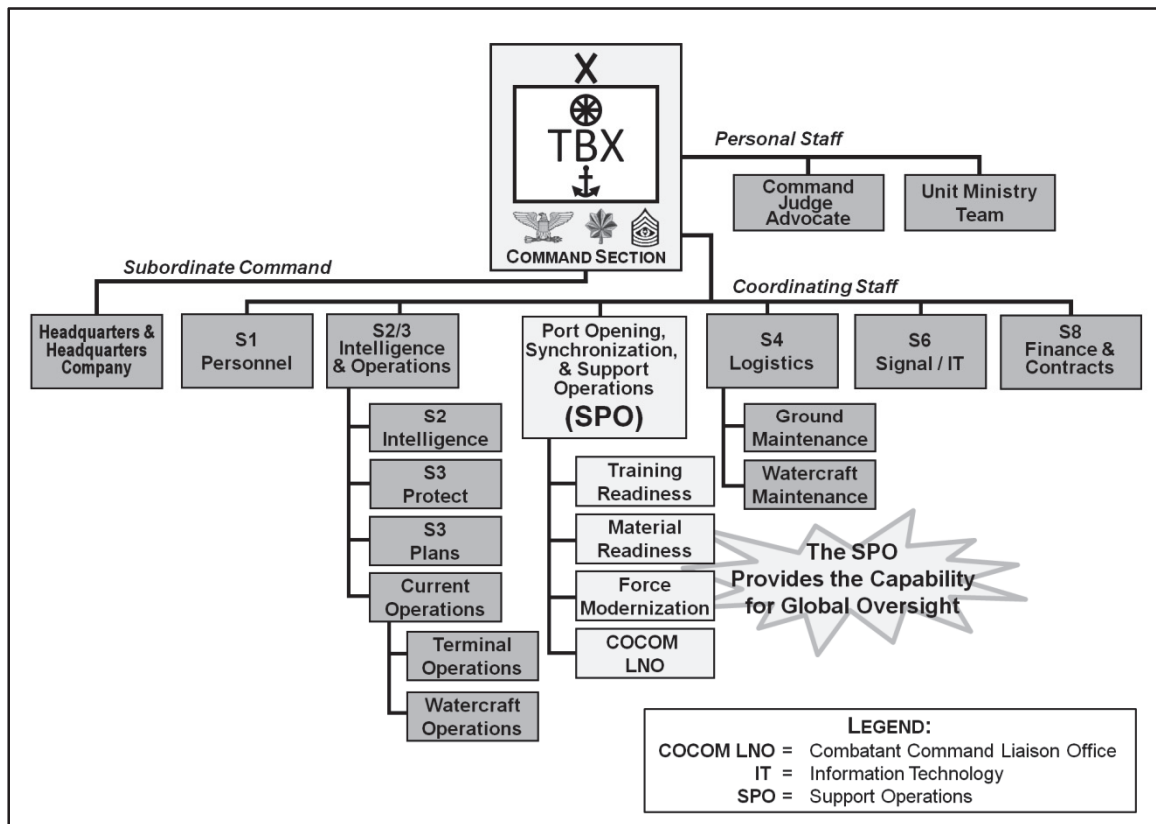 X
TBX
COMMAND SECTION
Personal Staff
Command
Judge
Advocate
Unit Ministry
Team
Subordinate Command
Coordinating Staff
Headquarters &
Headquarters
Company
S1
Personnel
S2/3
Intelligence
& Operations
Port Opening,
Synchronization,
& Support
Operations
(SPO)
S4
Logistics
S6
Signal / IT
S8
Finance &
Contracts
S2
Intelligence
S3
Protect
S3
Plans
Current
Operations
Terminal
Operations
Watercraft
Operations
Training
Readiness
Material
Readiness
Force
Modernization
COCOM
LNO
Ground
Maintenance
Watercraft
Maintenance
The SPO
Provides the Capability
for Global Oversight
LEGEND:
COCOM LNO = Combatant Command Liaison Office
IT = Information Technology
SPO = Support Operations